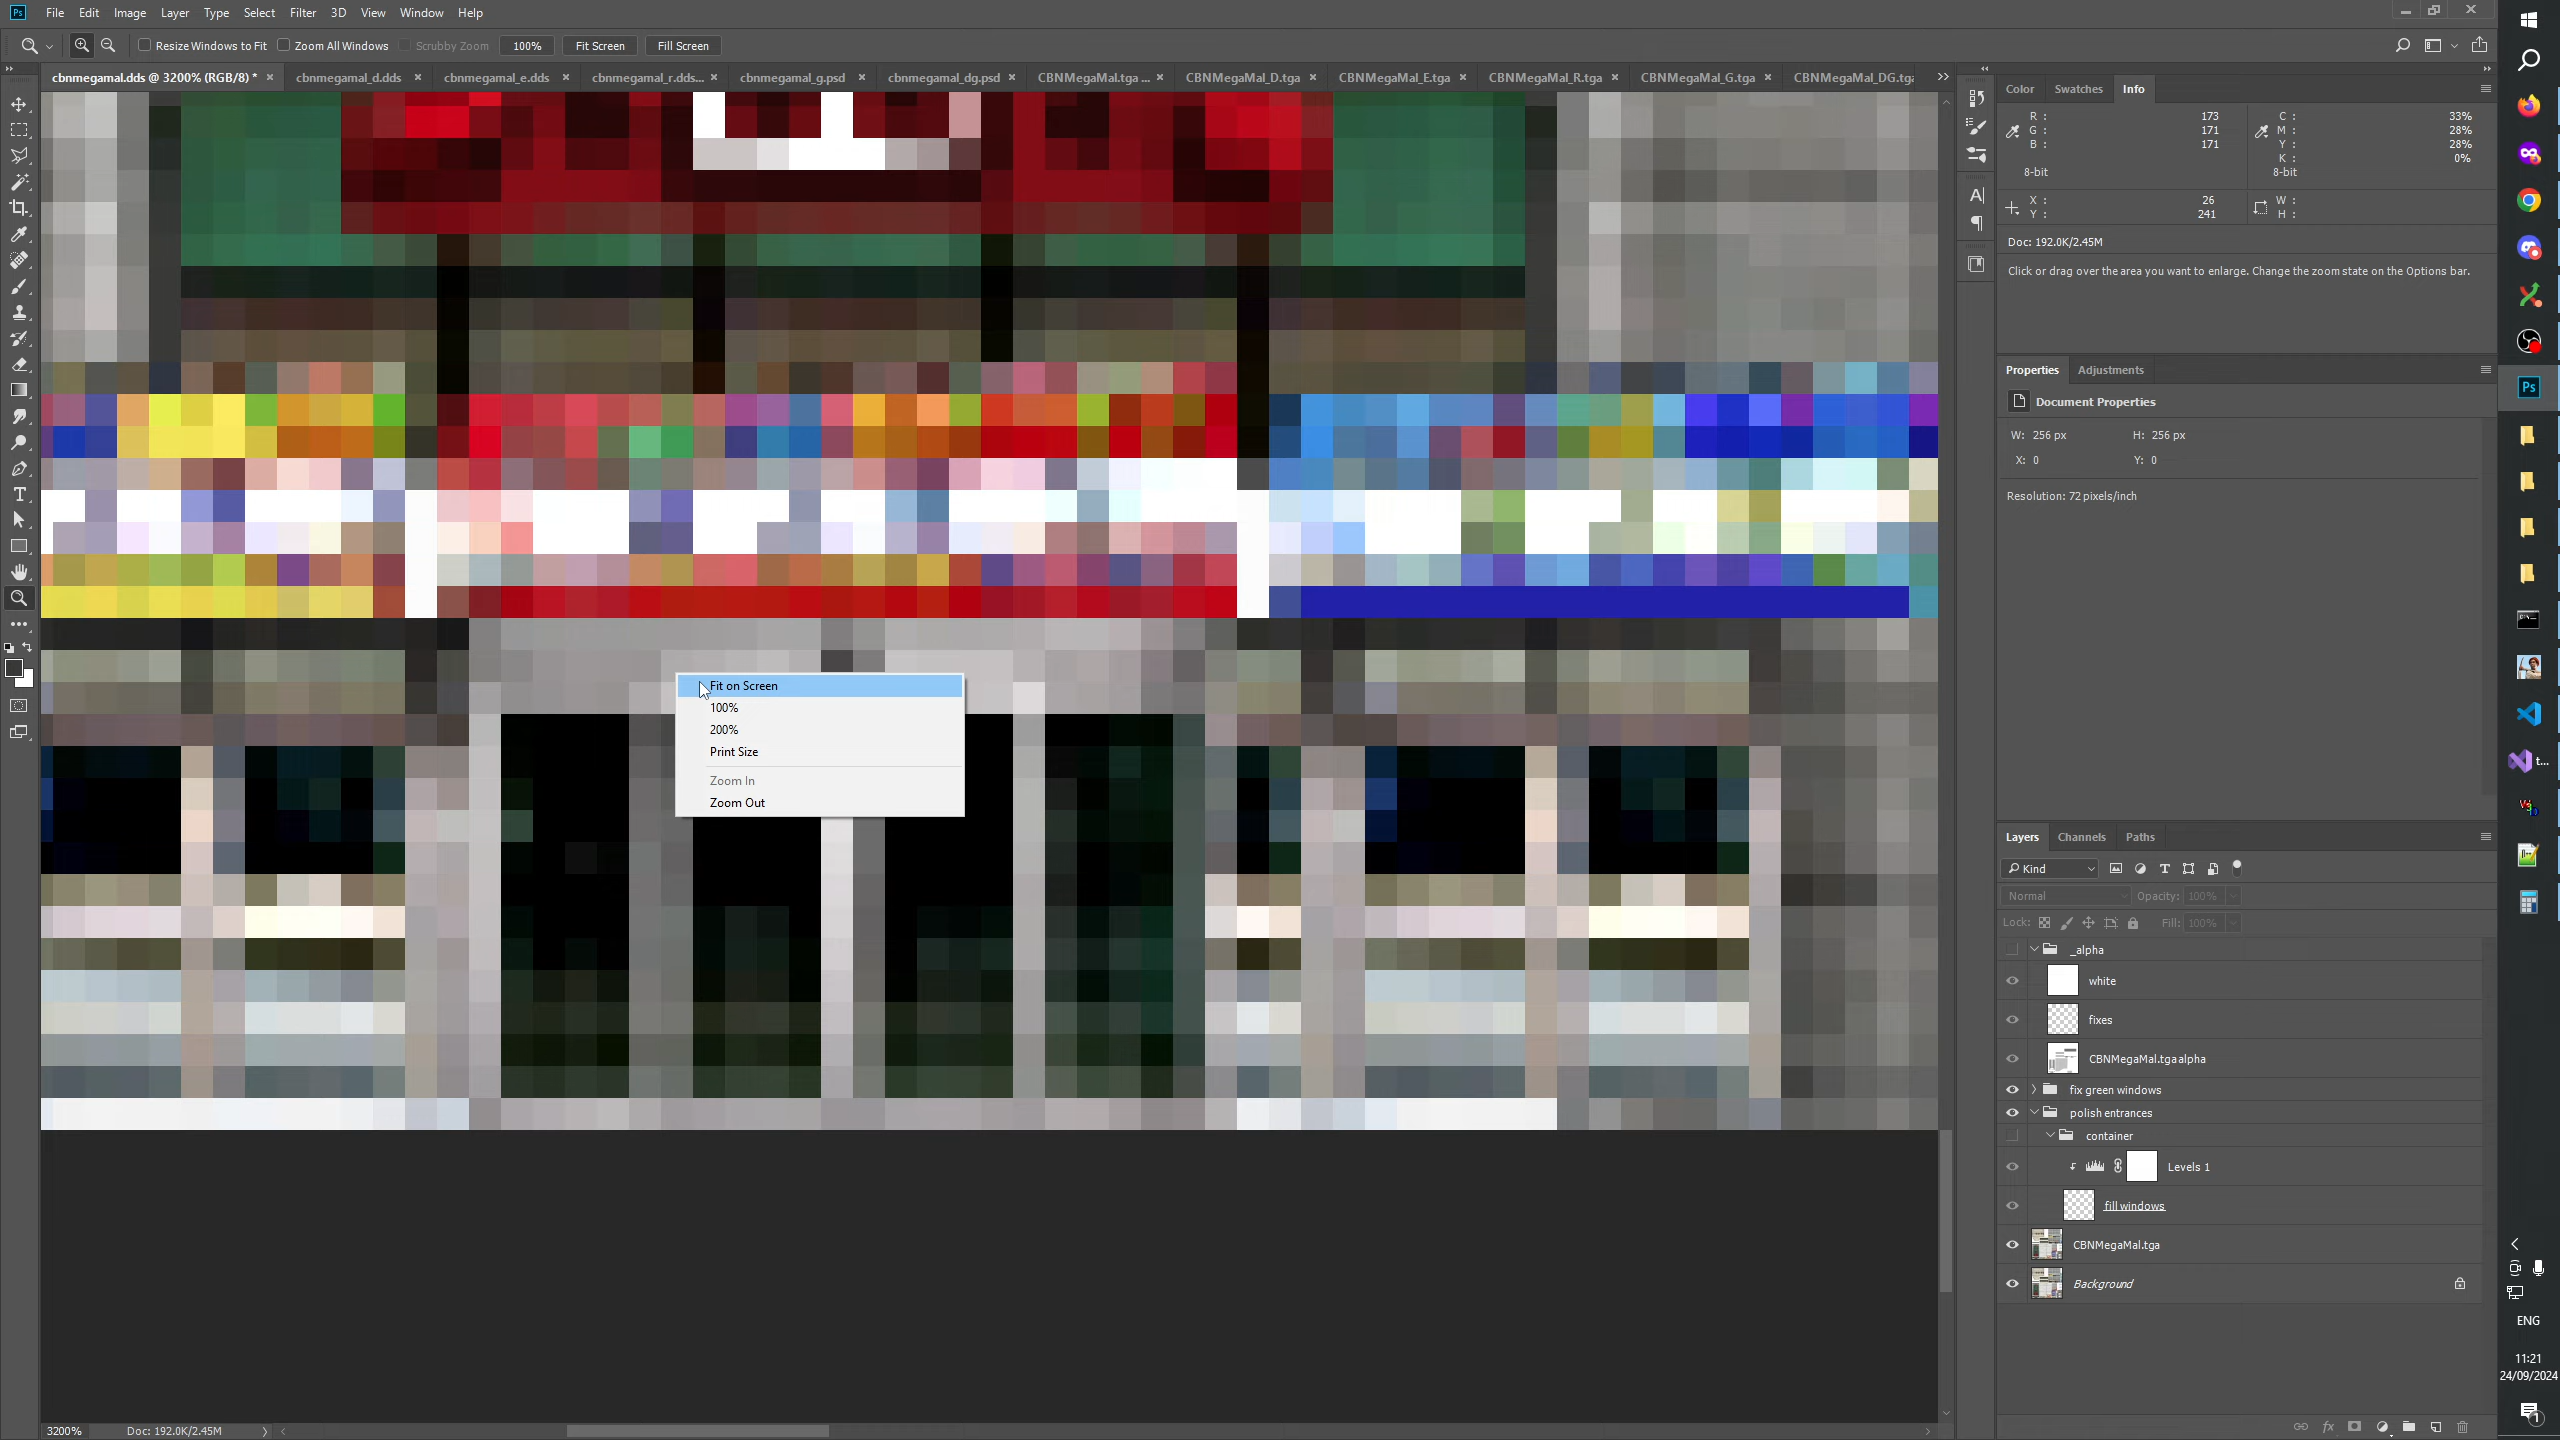 Ps File Edit Image Layer Type Select Filter 3D View Window Help
Resize Windows to Fit Zoom All Windows Scrubby Zoom 100% Fit Screen Fill Screen
cbnmegamal.dds @ 3200% (RGB/8) * cbnmegamal_d.dds cbnmegamal_e.dds cbnmegamal_r.dds... cbnmegamal_g.psd cbnmegamal_dg.psd CBNMegaMal.tga ... CBNMegaMal_D.tga CBNMegaMal_E.tga CBNMegaMal_R.tga CBNMegaMal_G.tga CBNMegaMal_DG.tga
Color Swatches Info
R : 173 C : 33%
G : 171 M : 28%
B : 171 Y : 28%
K : 0%
8-bit 8-bit
X : 26 W :
Y : 241 H :
Doc: 192.0K/2.45M
Click or drag over the area you want to enlarge. Change the zoom state on the Options bar.
Properties Adjustments
Document Properties
W: 256 px H: 256 px
X: 0 Y: 0
Resolution: 72 pixels/inch
Fit on Screen
100%
200%
Print Size
Zoom In
Zoom Out
Layers Channels Paths
Kind
Normal Opacity: 100%
Lock: Fill: 100%
_alpha
white
fixes
CBNMegaMal.tga alpha
fix green windows
polish entrances
container
Levels 1
fill windows
CBNMegaMal.tga
Background
3200% Doc: 192.0K/2.45M
Ps
t...
ENG
11:21
24/09/2024
1